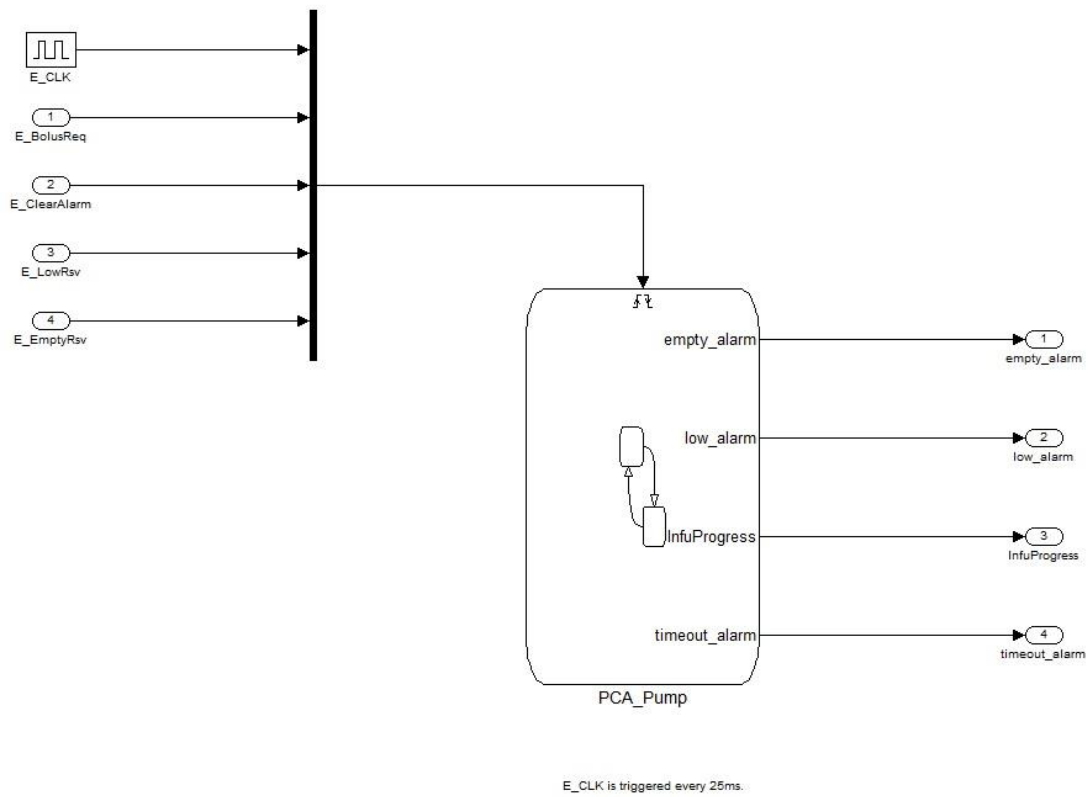 E_CLK
1
E_BolusReq
2
E_ClearAlarm
3
E_LowRsv
4
E_EmptyRsv
empty_alarm
1
empty_alarm
low_alarm
2
low_alarm
InfuProgress
3
InfuProgress
timeout_alarm
4
timeout_alarm
PCA_Pump
E_CLK is triggered every 25ms.